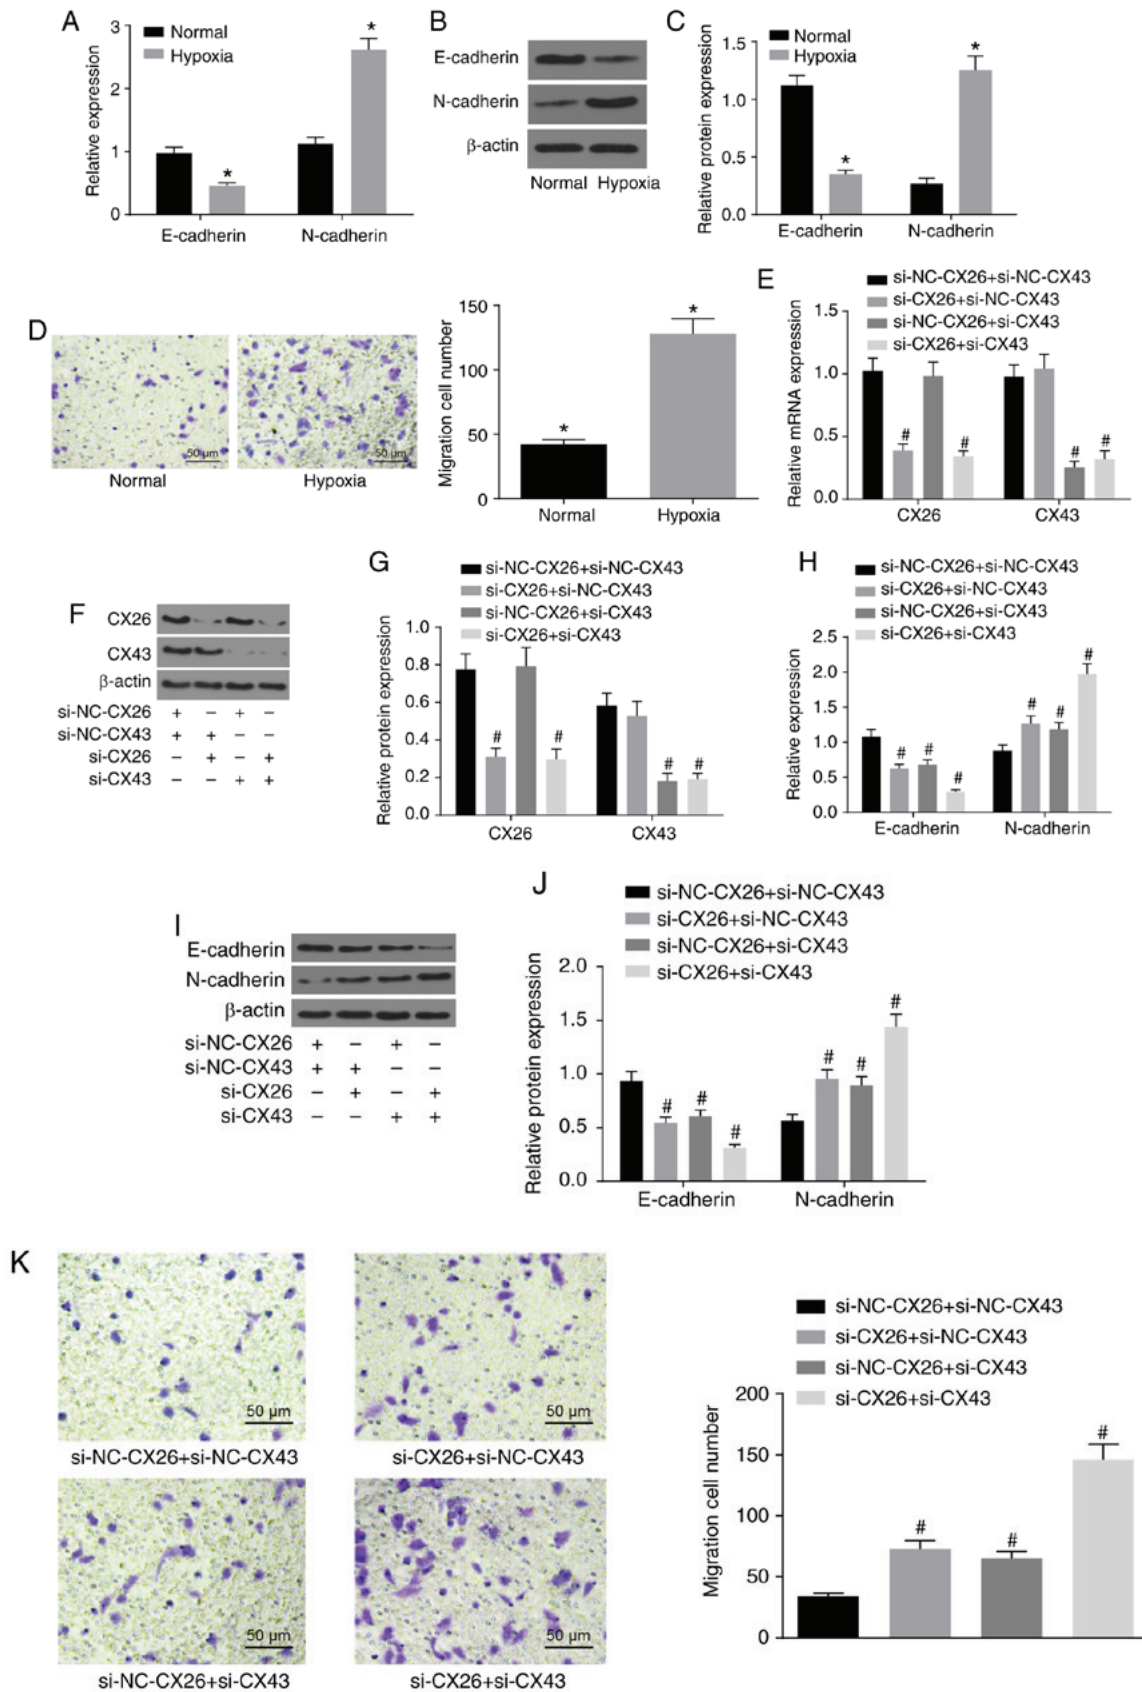 A
Relative expression
3
2
1
0
Normal
Hypoxia
*
*
E-cadherin
N-cadherin
B
E-cadherin
N-cadherin
β-actin
Normal Hypoxia
C
Relative protein expression
1.5
1.0
0.5
0.0
Normal
Hypoxia
*
*
E-cadherin
N-cadherin
D
50 µm
50 µm
Normal
Hypoxia
Migration cell number
150
100
50
0
*
*
Normal
Hypoxia
E
si-NC-CX26+si-NC-CX43
si-CX26+si-NC-CX43
si-NC-CX26+si-CX43
si-CX26+si-CX43
Relative mRNA expression
1.5
1.0
0.5
0.0
# # # #
CX26
CX43
F
CX26
CX43
β-actin
si-NC-CX26 + − + −
si-NC-CX43 + + − −
si-CX26 − + − +
si-CX43 − − + +
G
si-NC-CX26+si-NC-CX43
si-CX26+si-NC-CX43
si-NC-CX26+si-CX43
si-CX26+si-CX43
Relative protein expression
0.8
0.6
0.4
0.2
0.0
# # # #
CX26
CX43
H
si-NC-CX26+si-NC-CX43
si-CX26+si-NC-CX43
si-NC-CX26+si-CX43
si-CX26+si-CX43
Relative expression
2.5
2.0
1.5
1.0
0.5
0.0
# # # # # #
E-cadherin
N-cadherin
I
E-cadherin
N-cadherin
β-actin
si-NC-CX26 + − + −
si-NC-CX43 + + − −
si-CX26 − + − +
si-CX43 − − + +
J
si-NC-CX26+si-NC-CX43
si-CX26+si-NC-CX43
si-NC-CX26+si-CX43
si-CX26+si-CX43
Relative protein expression
2.0
1.5
1.0
0.5
0.0
# # # # # #
E-cadherin
N-cadherin
K
50 µm
50 µm
si-NC-CX26+si-NC-CX43
si-CX26+si-NC-CX43
50 µm
50 µm
si-NC-CX26+si-CX43
si-CX26+si-CX43
si-NC-CX26+si-NC-CX43
si-CX26+si-NC-CX43
si-NC-CX26+si-CX43
si-CX26+si-CX43
Migration cell number
200
150
100
50
0
# # #